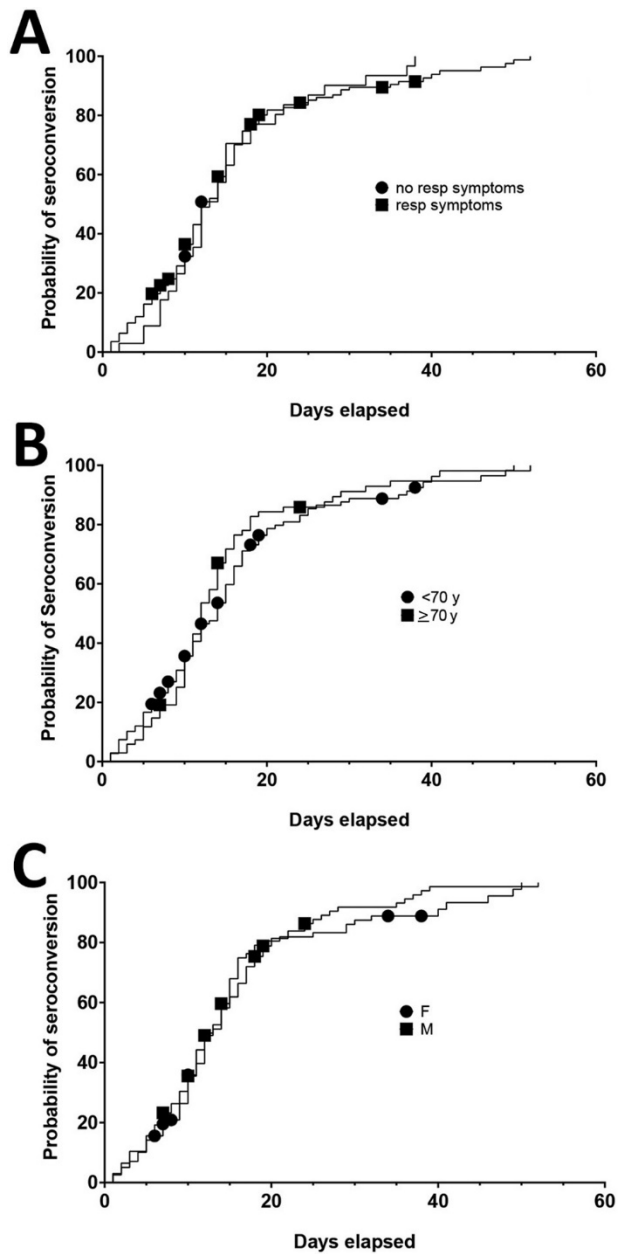 A
100
80
60
40
20
0
Probability of seroconversion
no resp symptoms
resp symptoms
0 20 40 60
Days elapsed
B
100
80
60
40
20
0
Probability of Seroconversion
<70 y
≥70 y
0 20 40 60
Days elapsed
C
100
80
60
40
20
0
Probability of seroconversion
F
M
0 20 40 60
Days elapsed